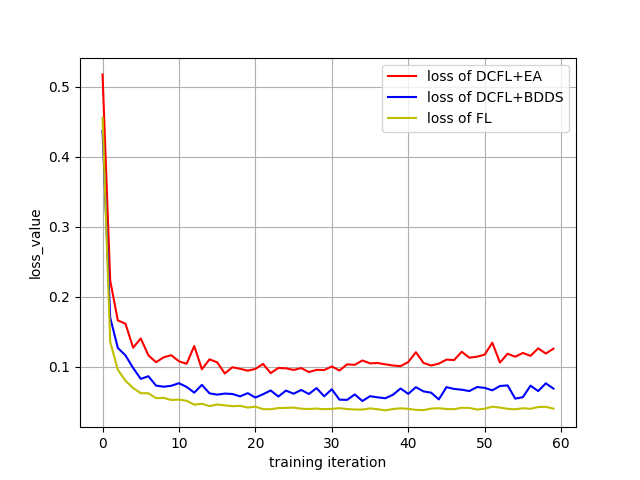 loss of DCFL+EA
loss of DCFL+BDDS
loss of FL
0.5
0.4
0.3
0.2
0.1
loss_value
0 10 20 30 40 50 60
training iteration